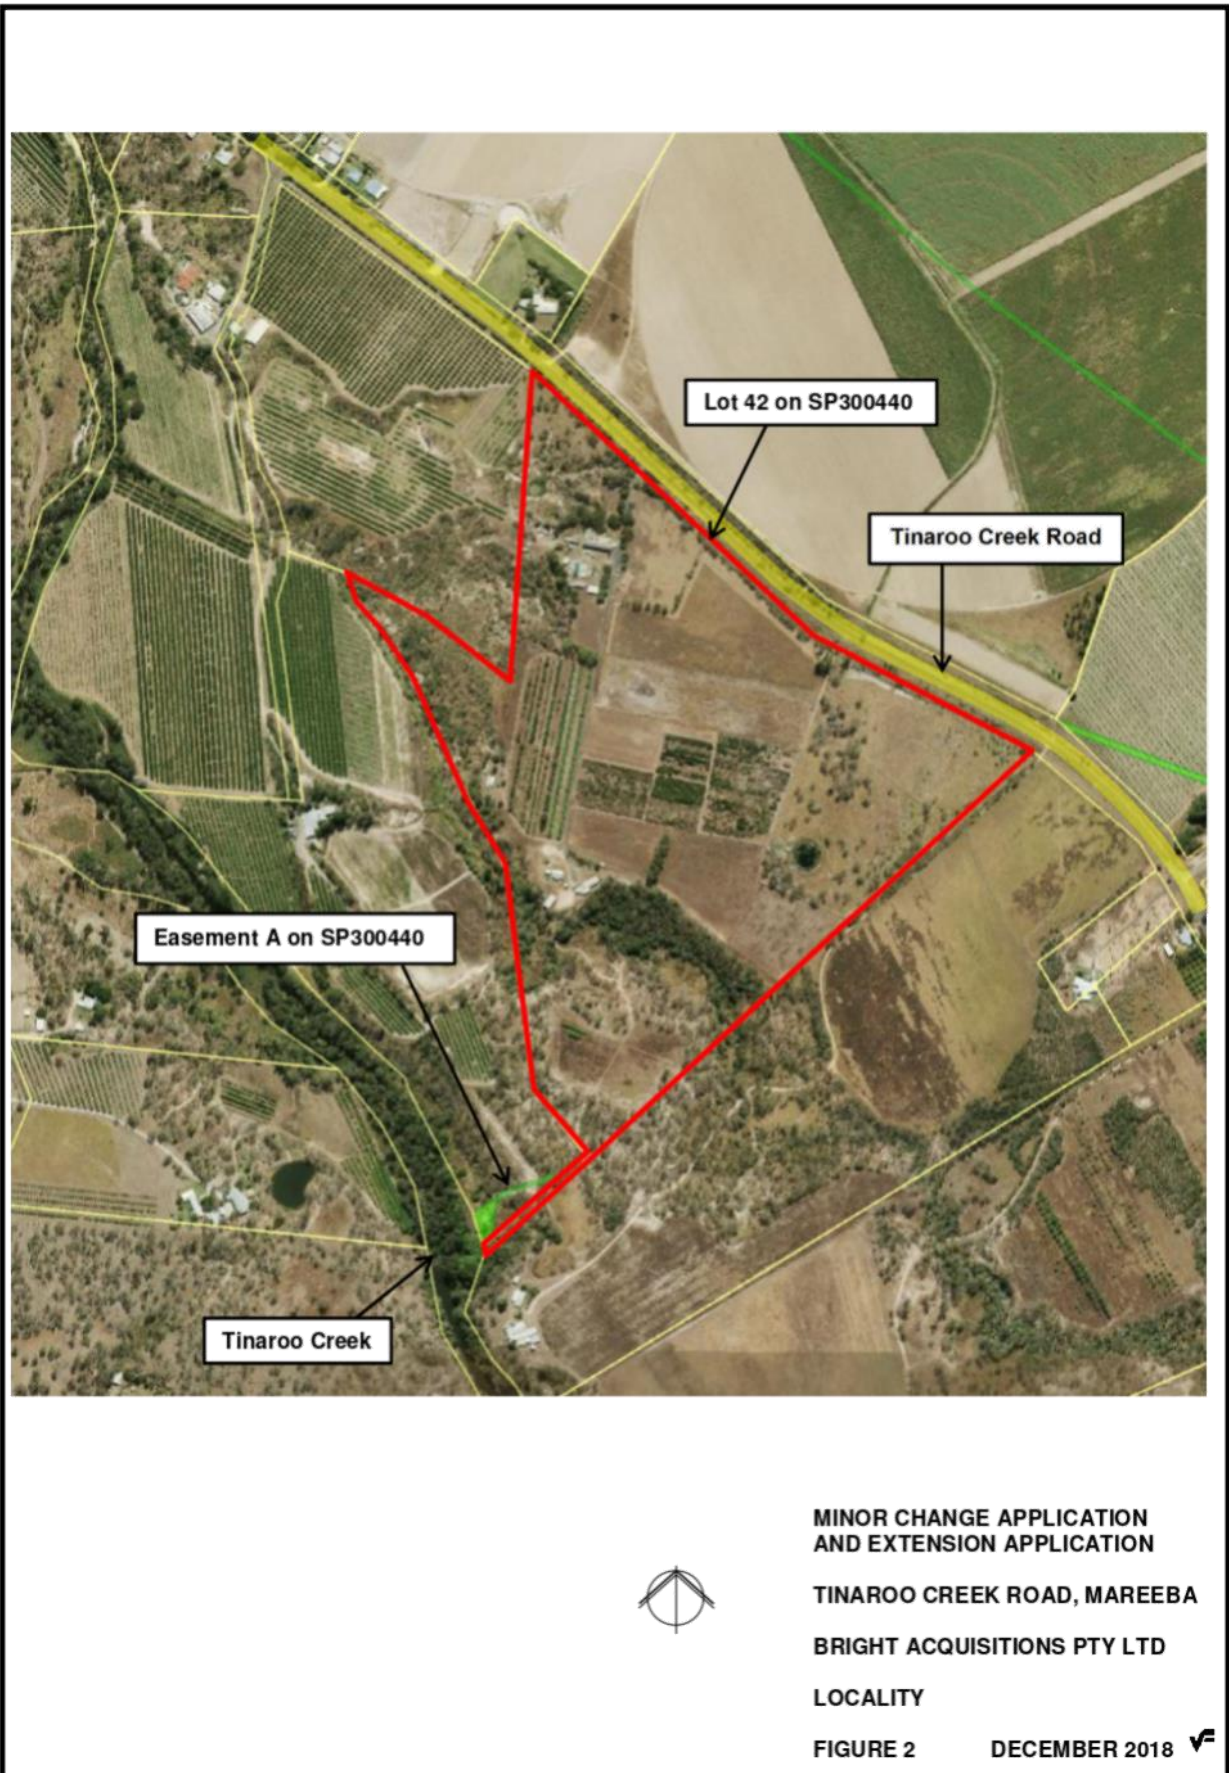 Lot 42 on SP300440
Tinaroo Creek Road
Easement A on SP300440
Tinaroo Creek
MINOR CHANGE APPLICATION
AND EXTENSION APPLICATION
TINAROO CREEK ROAD, MAREEBA
BRIGHT ACQUISITIONS PTY LTD
LOCALITY
FIGURE 2 DECEMBER 2018